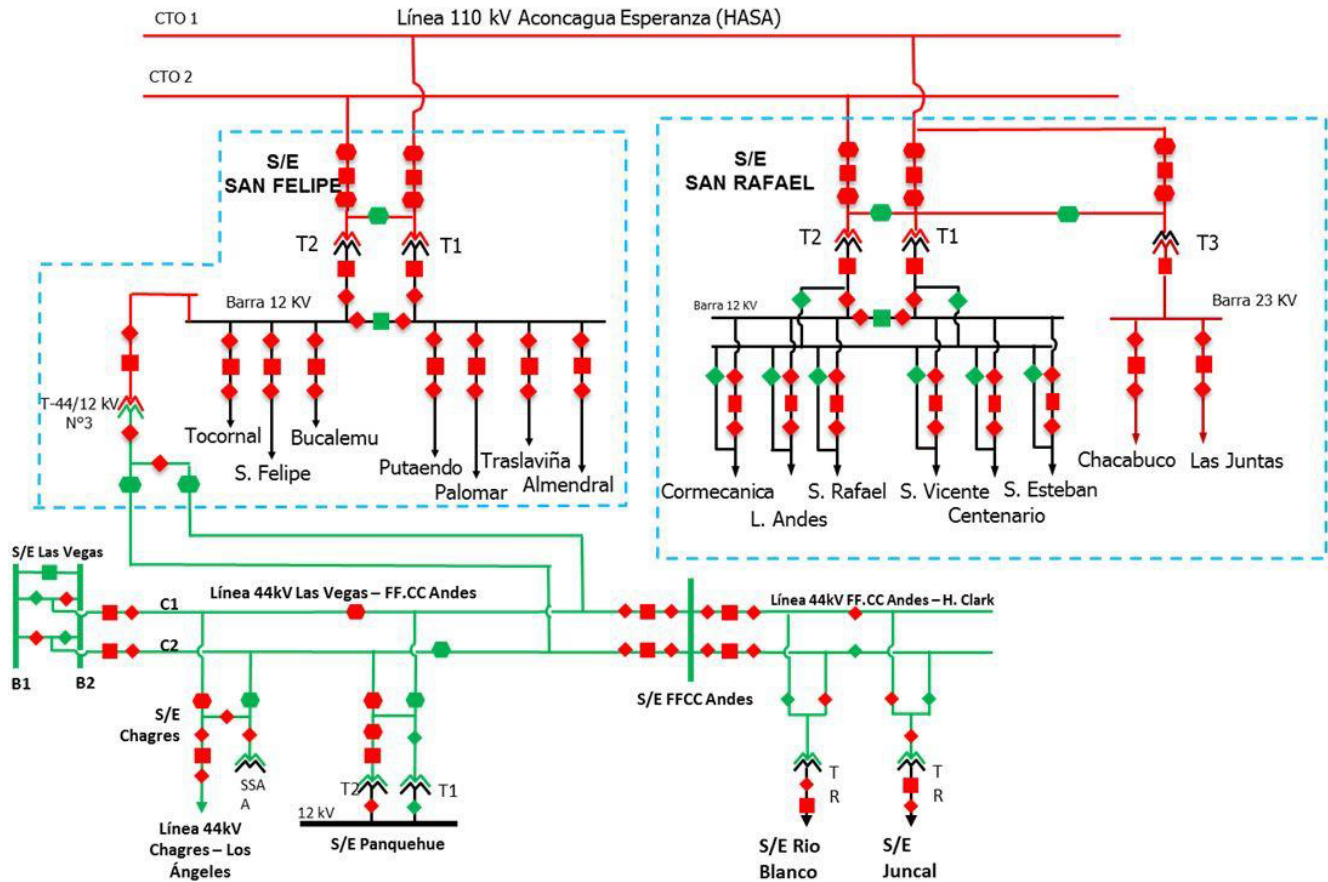 CTO 1
Línea 110 kV Aconcagua Esperanza (HASA)
CTO 2
S/E
SAN FELIPE
S/E
SAN RAFAEL
T2
T1
T2
T1
T3
Barra 12 KV
Barra 12 KV
Barra 23 KV
T-44/12 kV
N°3
Tocornal
Bucalemu
S. Felipe
Putaendo
Traslaviña
Palomar
Almendral
Cormecanica
S. Rafael
S. Vicente
S. Esteban
L. Andes
Centenario
Chacabuco
Las Juntas
S/E Las Vegas
C1
Línea 44kV Las Vegas – FF.CC Andes
Línea 44kV FF.CC Andes – H. Clark
C2
B1
B2
S/E FFCC Andes
S/E
Chagres
SSA
A
T2
T1
T
R
T
R
12 kV
Línea 44kV
Chagres – Los
Ángeles
S/E Panquehue
S/E Rio
Blanco
S/E
Juncal